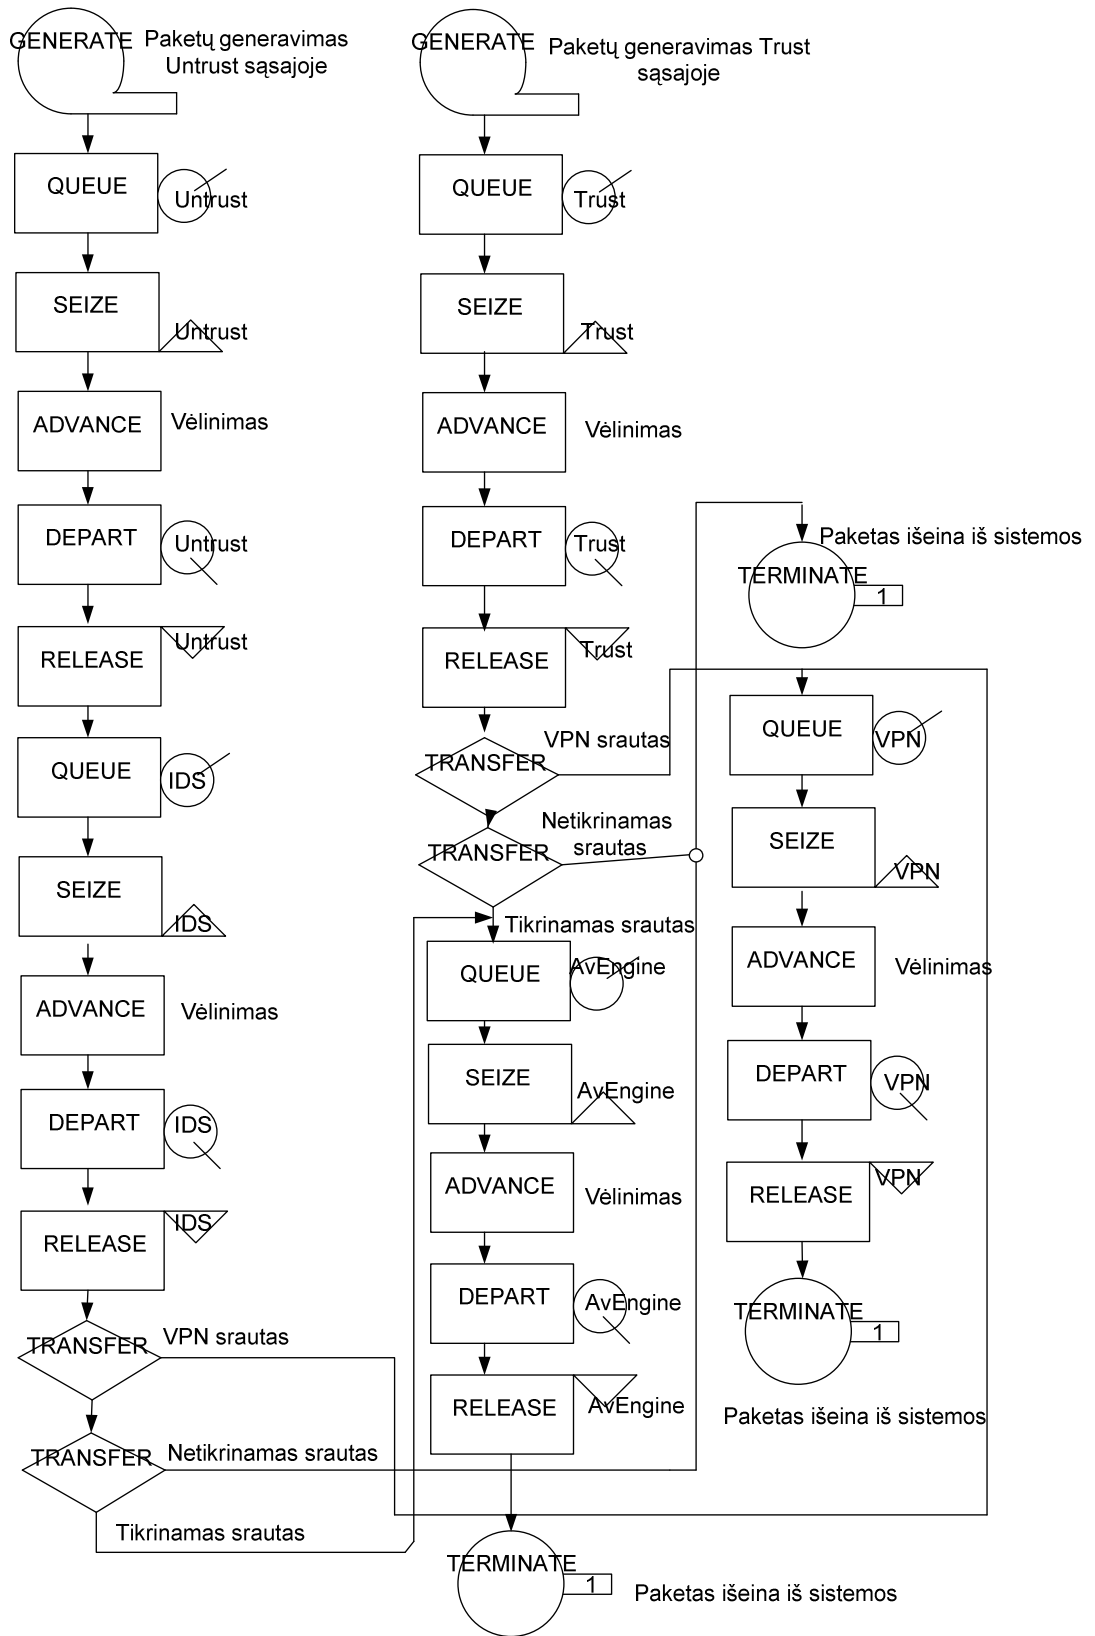 GENERATE
Paketų generavimas
Untrust sąsajoje
QUEUE
Untrust
SEIZE
Untrust
ADVANCE
Vėlinimas
DEPART
Untrust
RELEASE
Untrust
QUEUE
IDS
SEIZE
IDS
ADVANCE
Vėlinimas
DEPART
IDS
RELEASE
IDS
TRANSFER
VPN srautas
TRANSFER
Netikrinamas srautas
Tikrinamas srautas
GENERATE
Paketų generavimas Trust
sąsajoje
QUEUE
Trust
SEIZE
Trust
ADVANCE
Vėlinimas
DEPART
Trust
RELEASE
Trust
TRANSFER
VPN srautas
TRANSFER
Netikrinamas
srautas
Tikrinamas srautas
QUEUE
AvEngine
SEIZE
AvEngine
ADVANCE
Vėlinimas
DEPART
AvEngine
RELEASE
AvEngine
TERMINATE
1
Paketas išeina iš sistemos
Paketas išeina iš sistemos
TERMINATE
1
QUEUE
VPN
SEIZE
VPN
ADVANCE
Vėlinimas
DEPART
VPN
RELEASE
VPN
TERMINATE
1
Paketas išeina iš sistemos